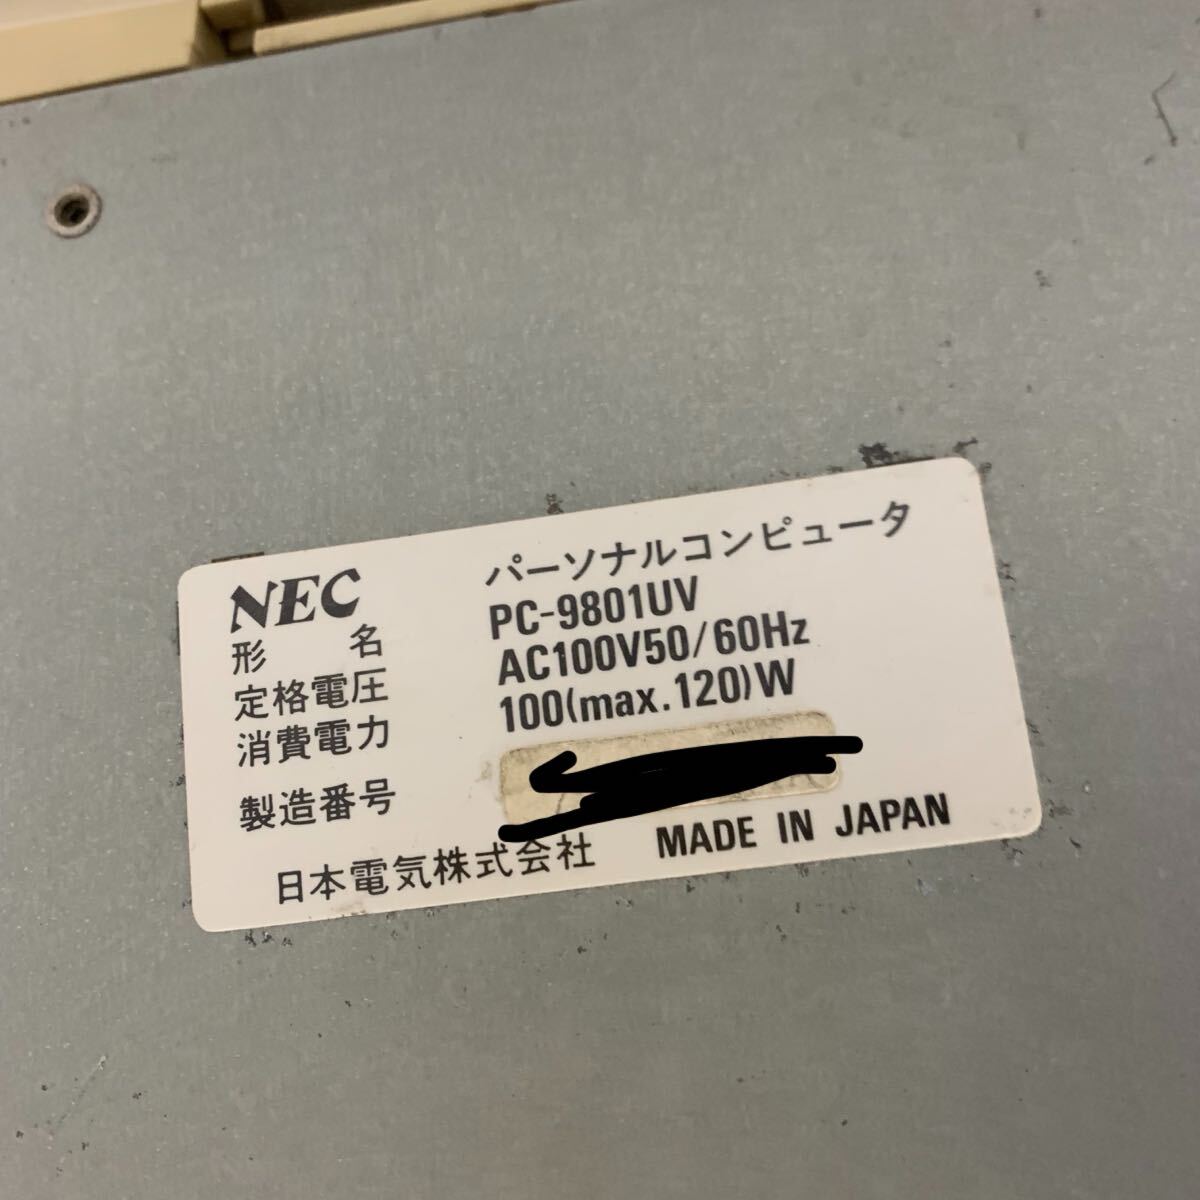 NEC パーソナルコンピュータ
形名 PC-9801UV
定格電圧 AC100V50/60Hz
消費電力 100(max.120)W
製造番号
日本電気株式会社 MADE IN JAPAN